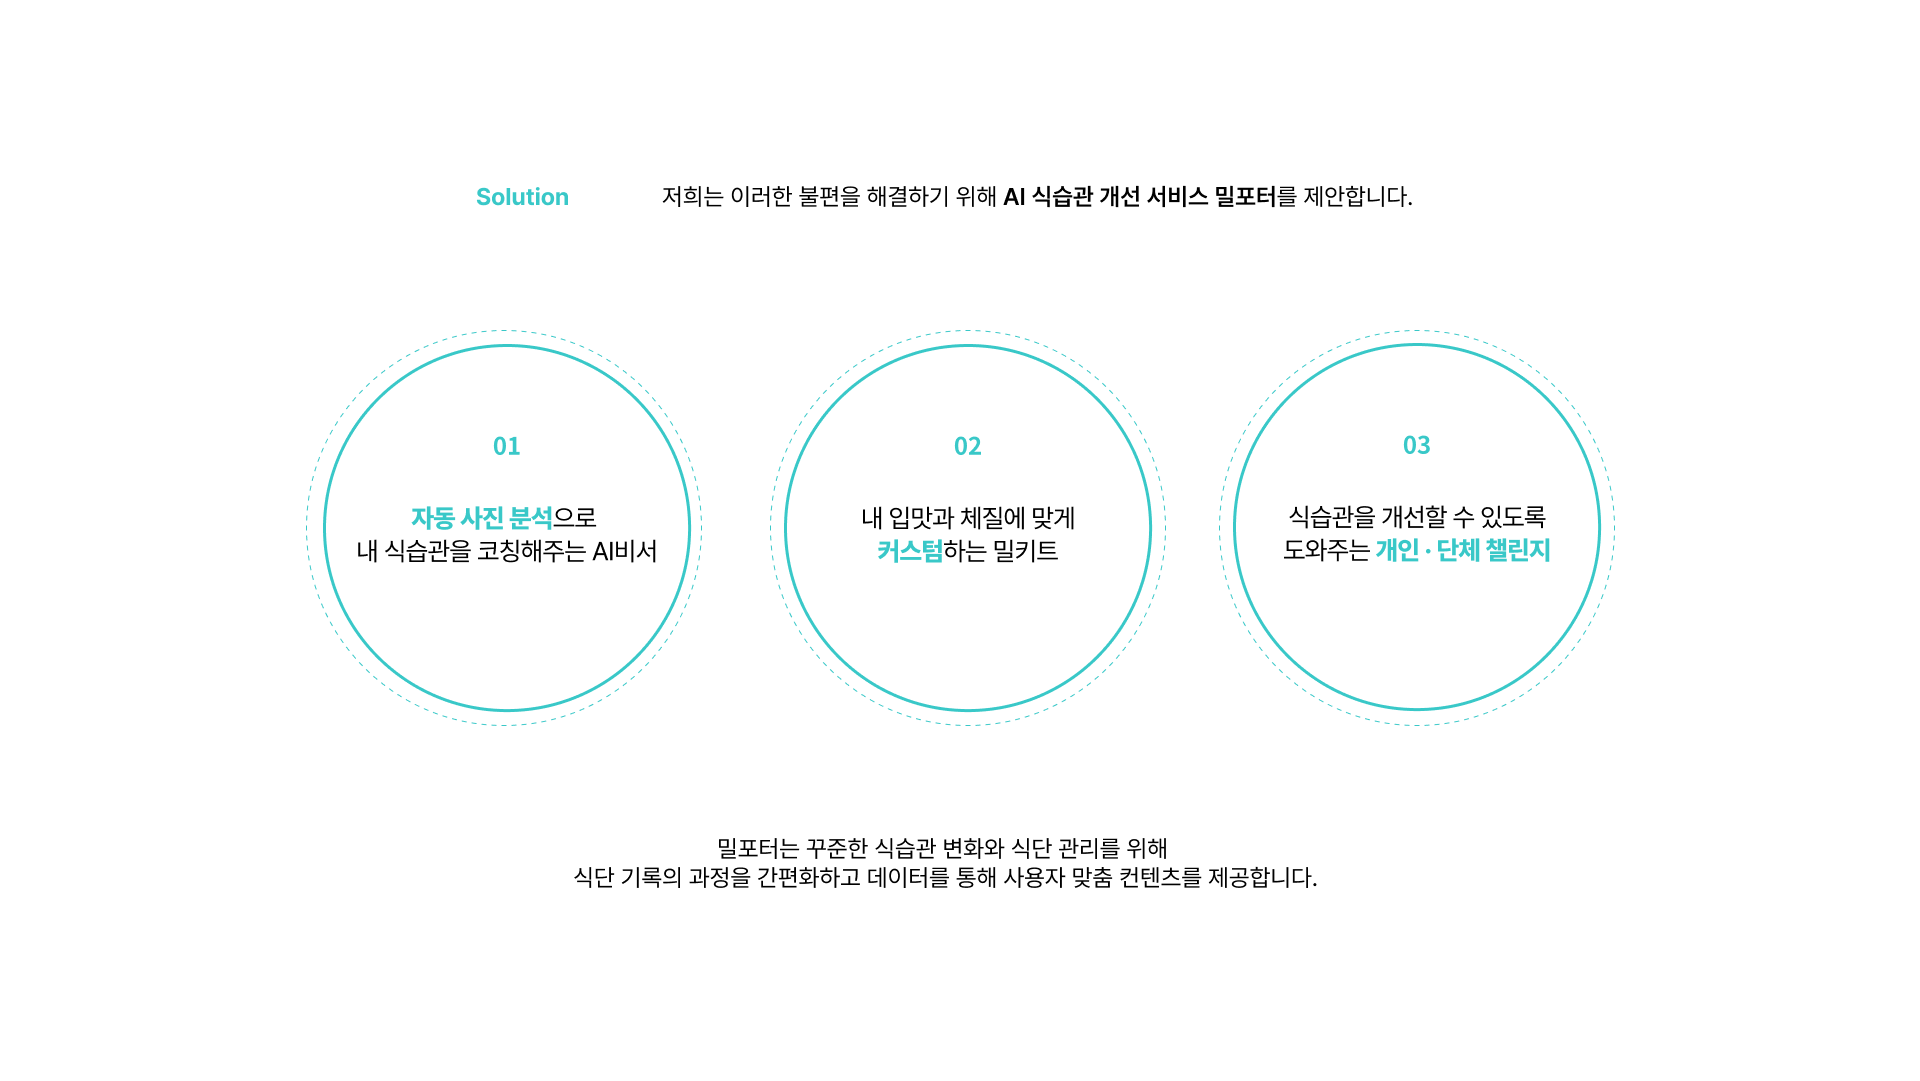 Solution
저희는 이러한 불편을 해결하기 위해 AI 식습관 개선 서비스 밀포터를 제안합니다.
01
자동 사진 분석으로
내 식습관을 코칭해주는 AI비서
02
내 입맛과 체질에 맞게
커스텀하는 밀키트
03
식습관을 개선할 수 있도록
도와주는 개인 · 단체 챌린지
밀포터는 꾸준한 식습관 변화와 식단 관리를 위해
식단 기록의 과정을 간편화하고 데이터를 통해 사용자 맞춤 컨텐츠를 제공합니다.